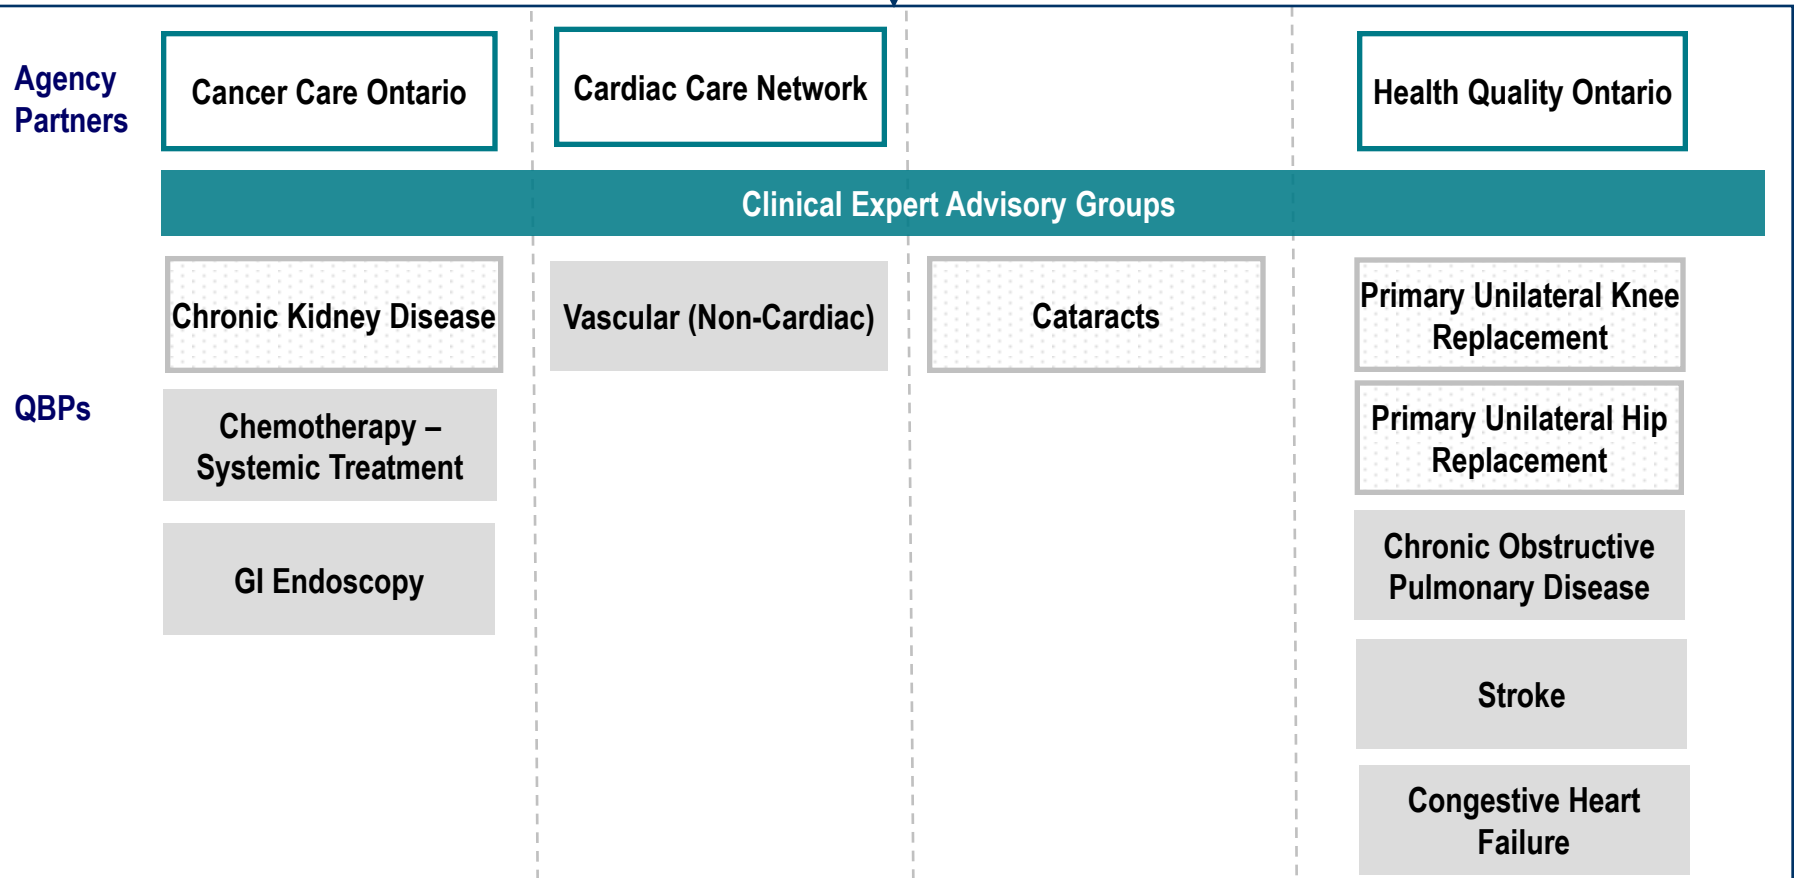 Agency
Partners
Cancer Care Ontario
Cardiac Care Network
Health Quality Ontario
Clinical Expert Advisory Groups
QBPs
Chronic Kidney Disease
Chemotherapy –
Systemic Treatment
GI Endoscopy
Vascular (Non-Cardiac)
Cataracts
Primary Unilateral Knee
Replacement
Primary Unilateral Hip
Replacement
Chronic Obstructive
Pulmonary Disease
Stroke
Congestive Heart
Failure